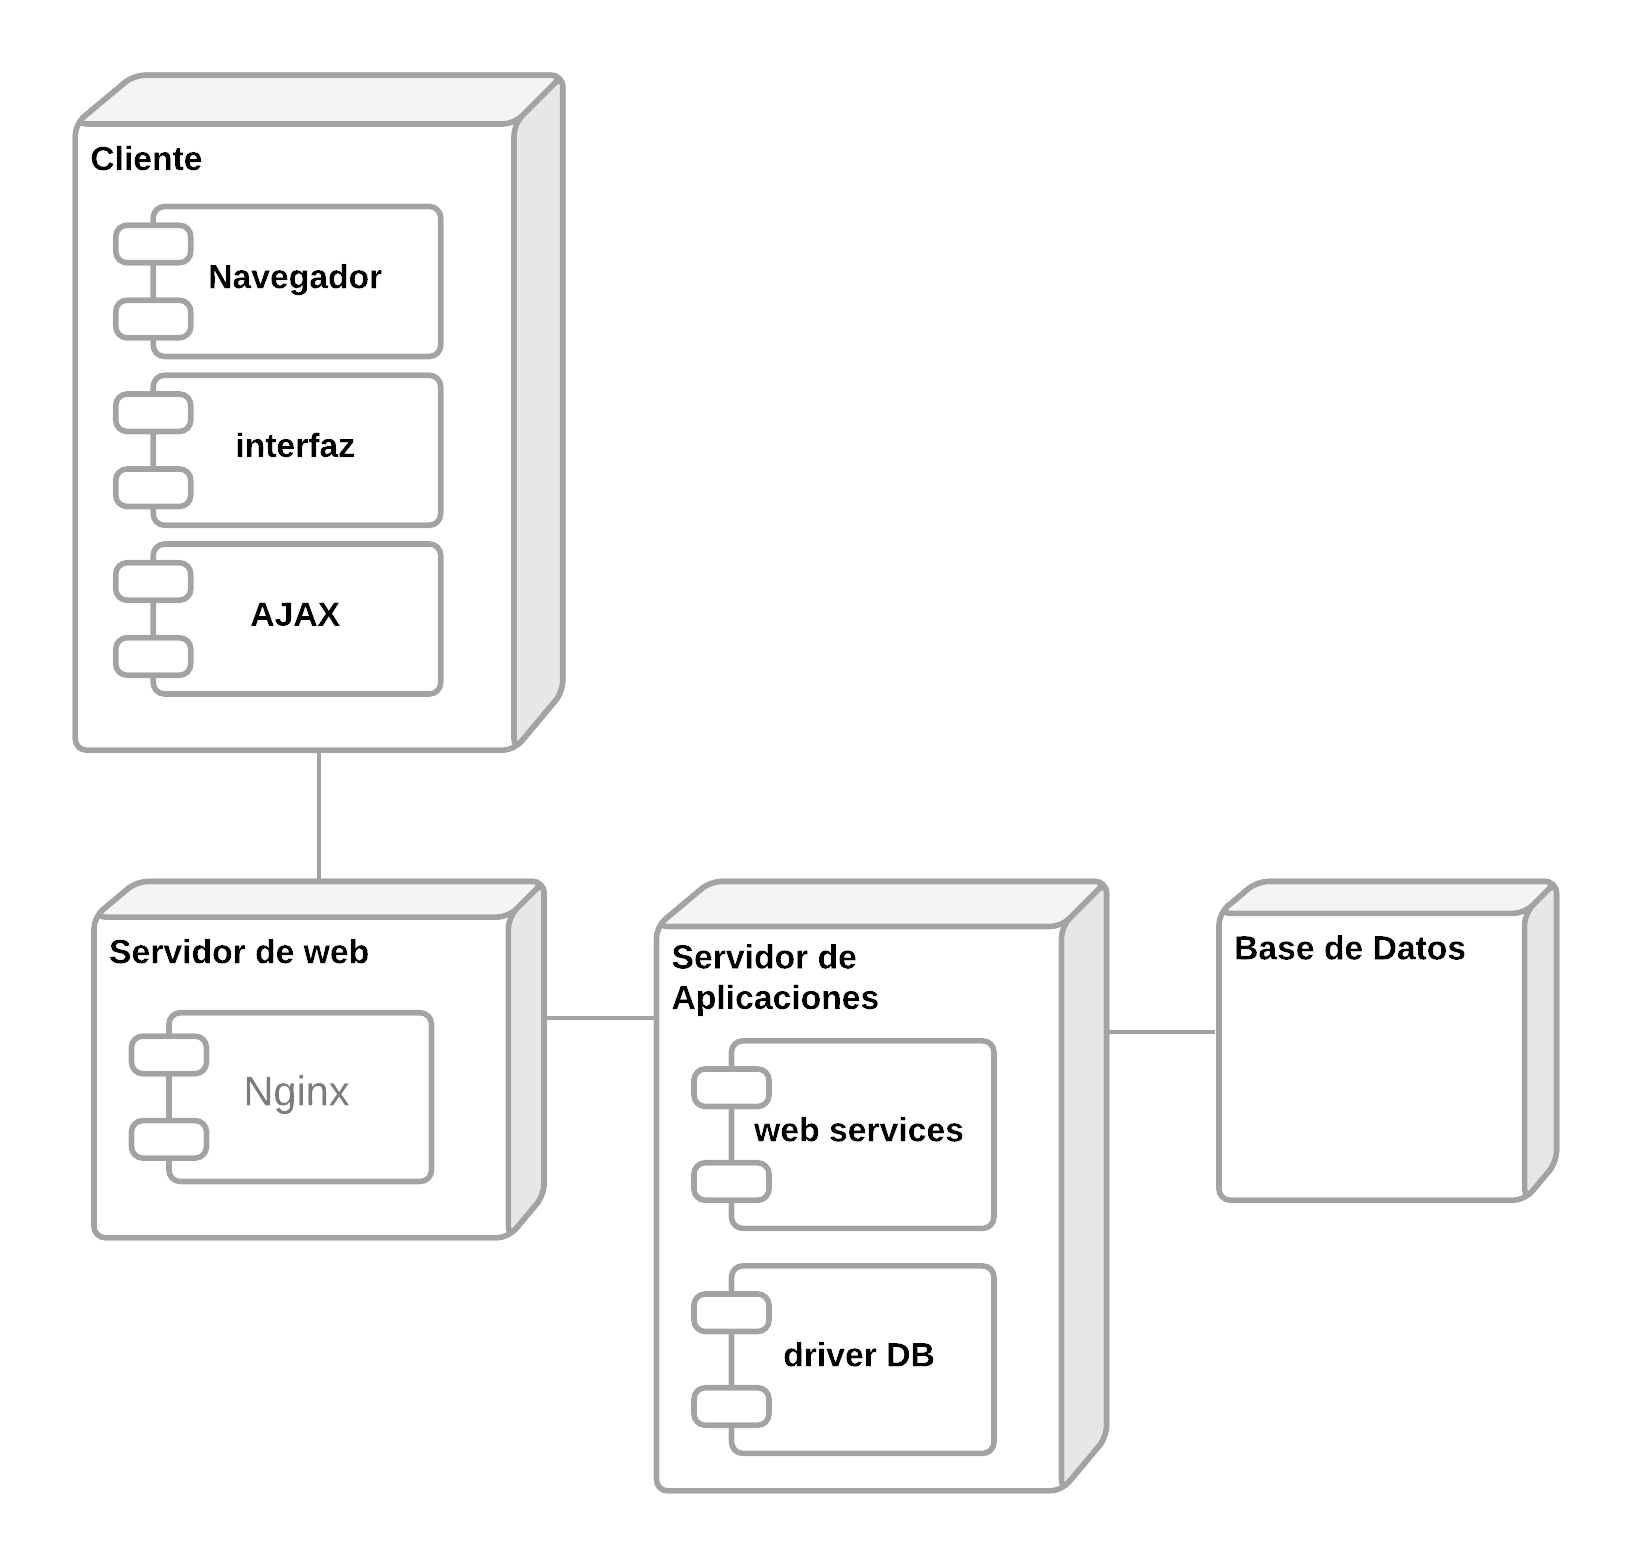 Cliente
Navegador
interfaz
AJAX
Servidor de web
Nginx
Servidor de
Aplicaciones
web services
driver DB
Base de Datos